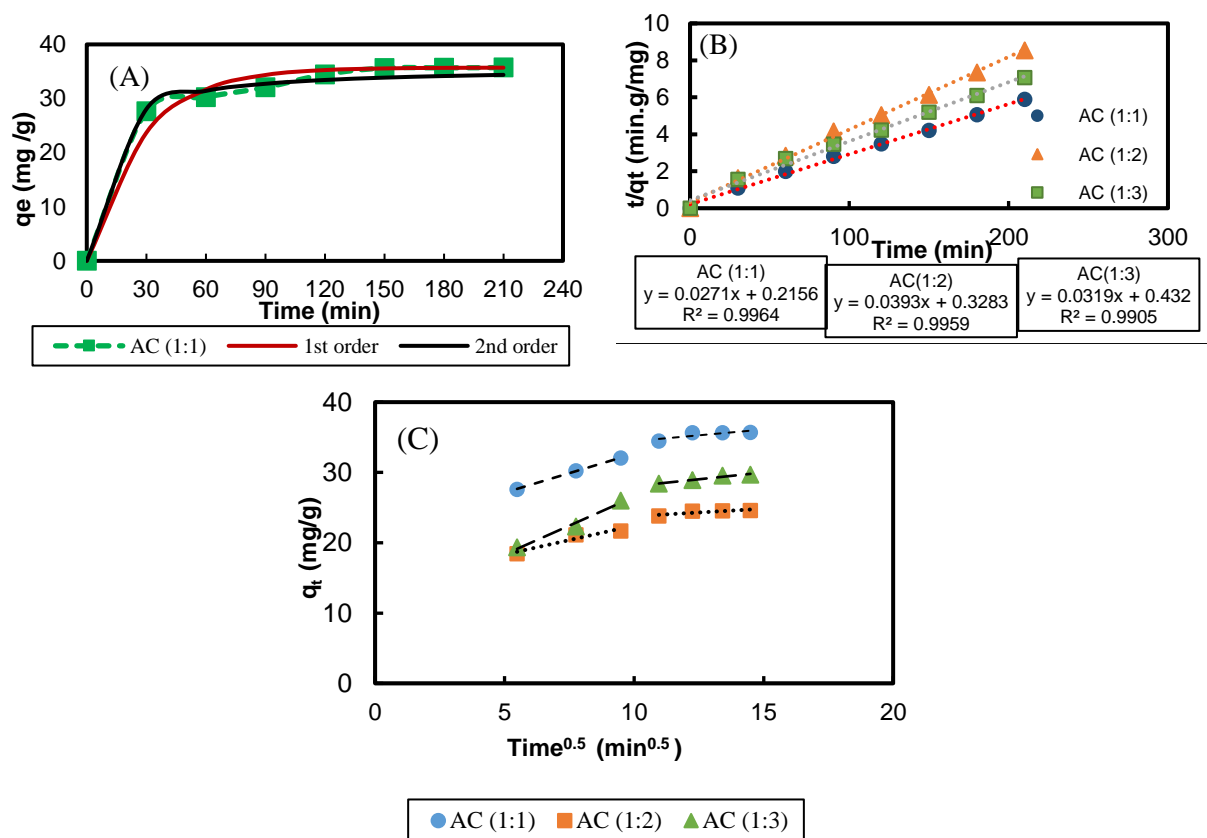 (A)
qe (mg /g)
40
30
20
10
0
0 30 60 90 120 150 180 210 240
Time (min)
AC (1:1) 1st order 2nd order
(B)
t/qt (min.g/mg)
10
8
6
4
2
0
0 100 200 300
Time (min)
AC (1:1)
AC (1:2)
AC (1:3)
AC (1:1)
y = 0.0271x + 0.2156
R² = 0.9964
AC(1:2)
y = 0.0393x + 0.3283
R² = 0.9959
AC(1:3)
y = 0.0319x + 0.432
R² = 0.9905
(C)
qt (mg/g)
40
30
20
10
0
0 5 10 15 20
Time⁰·⁵ (min⁰·⁵)
AC (1:1) AC (1:2) AC (1:3)